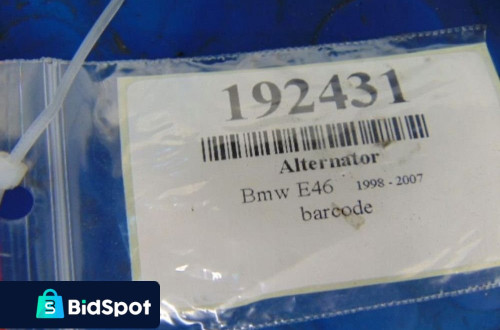 192431
Alternator
Bmw E46 1998 - 2007
barcode
BidSpot